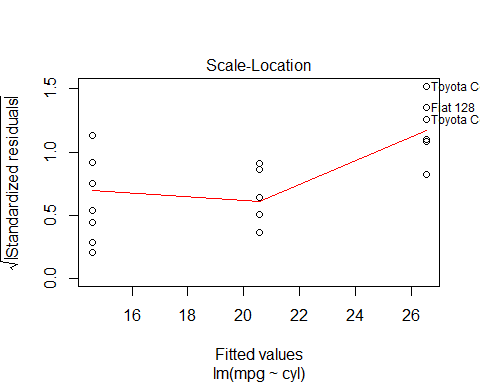 Scale-Location
√|Standardized residuals|
1.5
1.0
0.5
0.0
Toyota C
Fiat 128
Toyota C
16 18 20 22 24 26
Fitted values
lm(mpg ~ cyl)